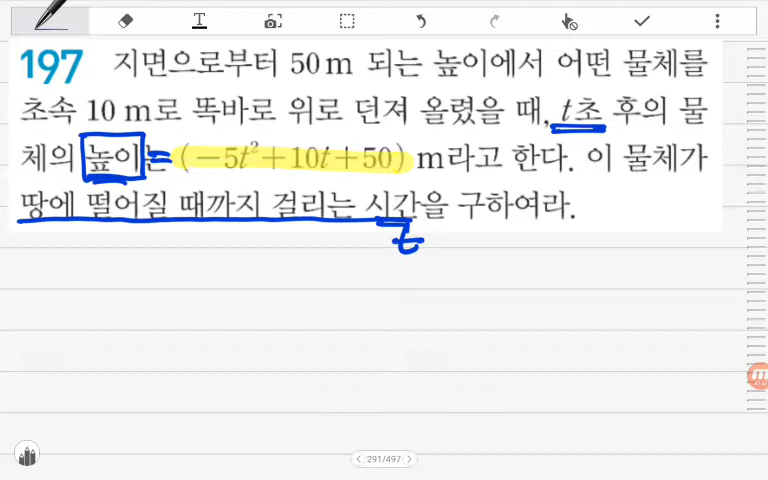 T
197 지면으로부터 50 m 되는 높이에서 어떤 물체를
초속 10 m로 똑바로 위로 던져 올렸을 때, t초 후의 물
체의 높이는 = (−5t²+10t+50) m라고 한다. 이 물체가
땅에 떨어질 때까지 걸리는 시간을 구하여라.
t
291/497